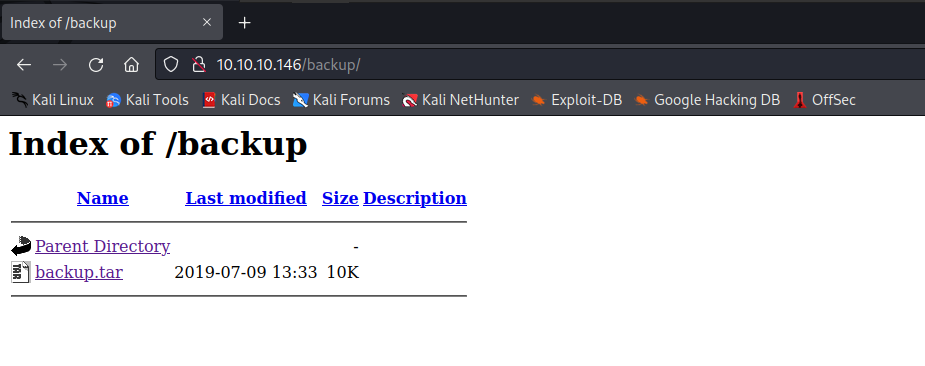 Index of /backup
10.10.10.146/backup/
Kali Linux Kali Tools Kali Docs Kali Forums Kali NetHunter Exploit-DB Google Hacking DB OffSec
Index of /backup
Name Last modified Size Description
Parent Directory -
backup.tar 2019-07-09 13:33 10K